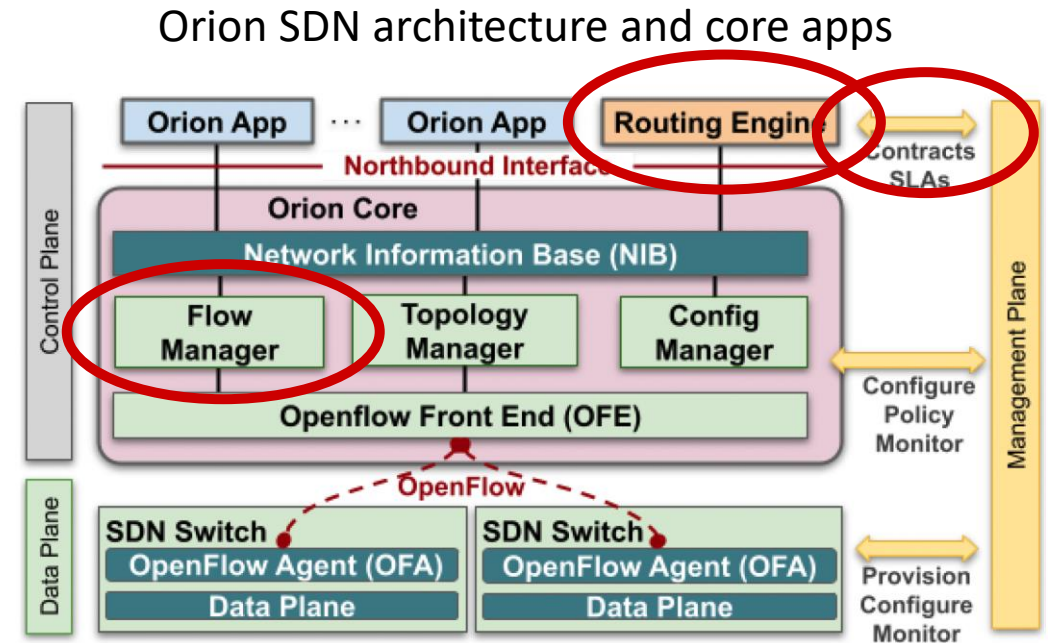 Orion SDN architecture and core apps
Orion App
...
Orion App
Routing Engine
Contracts
SLAs
Northbound Interface
Orion Core
Network Information Base (NIB)
Flow
Manager
Topology
Manager
Config
Manager
Openflow Front End (OFE)
Control Plane
Configure
Policy
Monitor
Management Plane
OpenFlow
SDN Switch
OpenFlow Agent (OFA)
Data Plane
SDN Switch
OpenFlow Agent (OFA)
Data Plane
Data Plane
Provision
Configure
Monitor